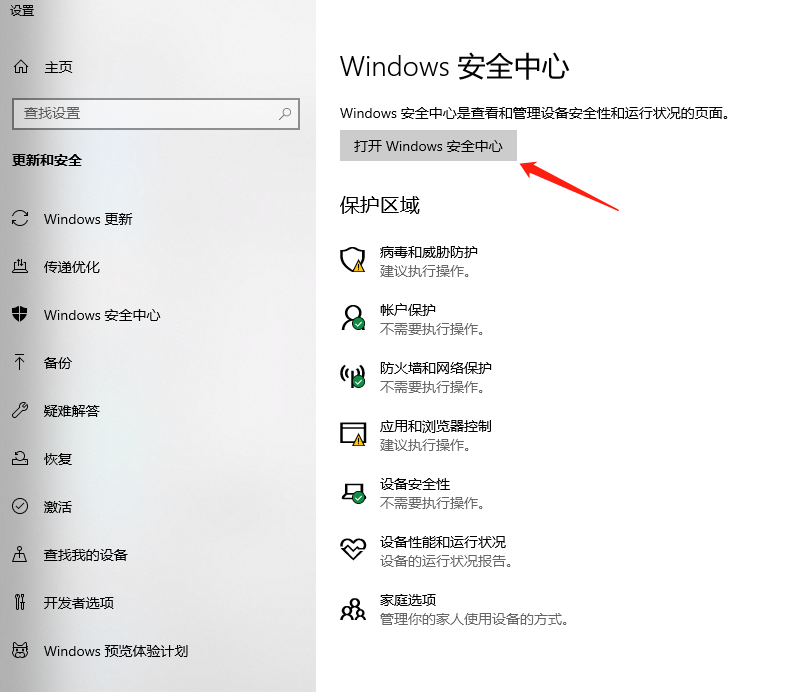 设置
主页
查找设置
更新和安全
Windows 更新
传递优化
Windows 安全中心
备份
疑难解答
恢复
激活
查找我的设备
开发者选项
Windows 预览体验计划
Windows 安全中心
Windows 安全中心是查看和管理设备安全性和运行状况的页面。
打开 Windows 安全中心
保护区域
病毒和威胁防护
建议执行操作。
帐户保护
不需要执行操作。
防火墙和网络保护
不需要执行操作。
应用和浏览器控制
建议执行操作。
设备安全性
不需要执行操作。
设备性能和运行状况
设备的运行状况报告。
家庭选项
管理你的家人使用设备的方式。